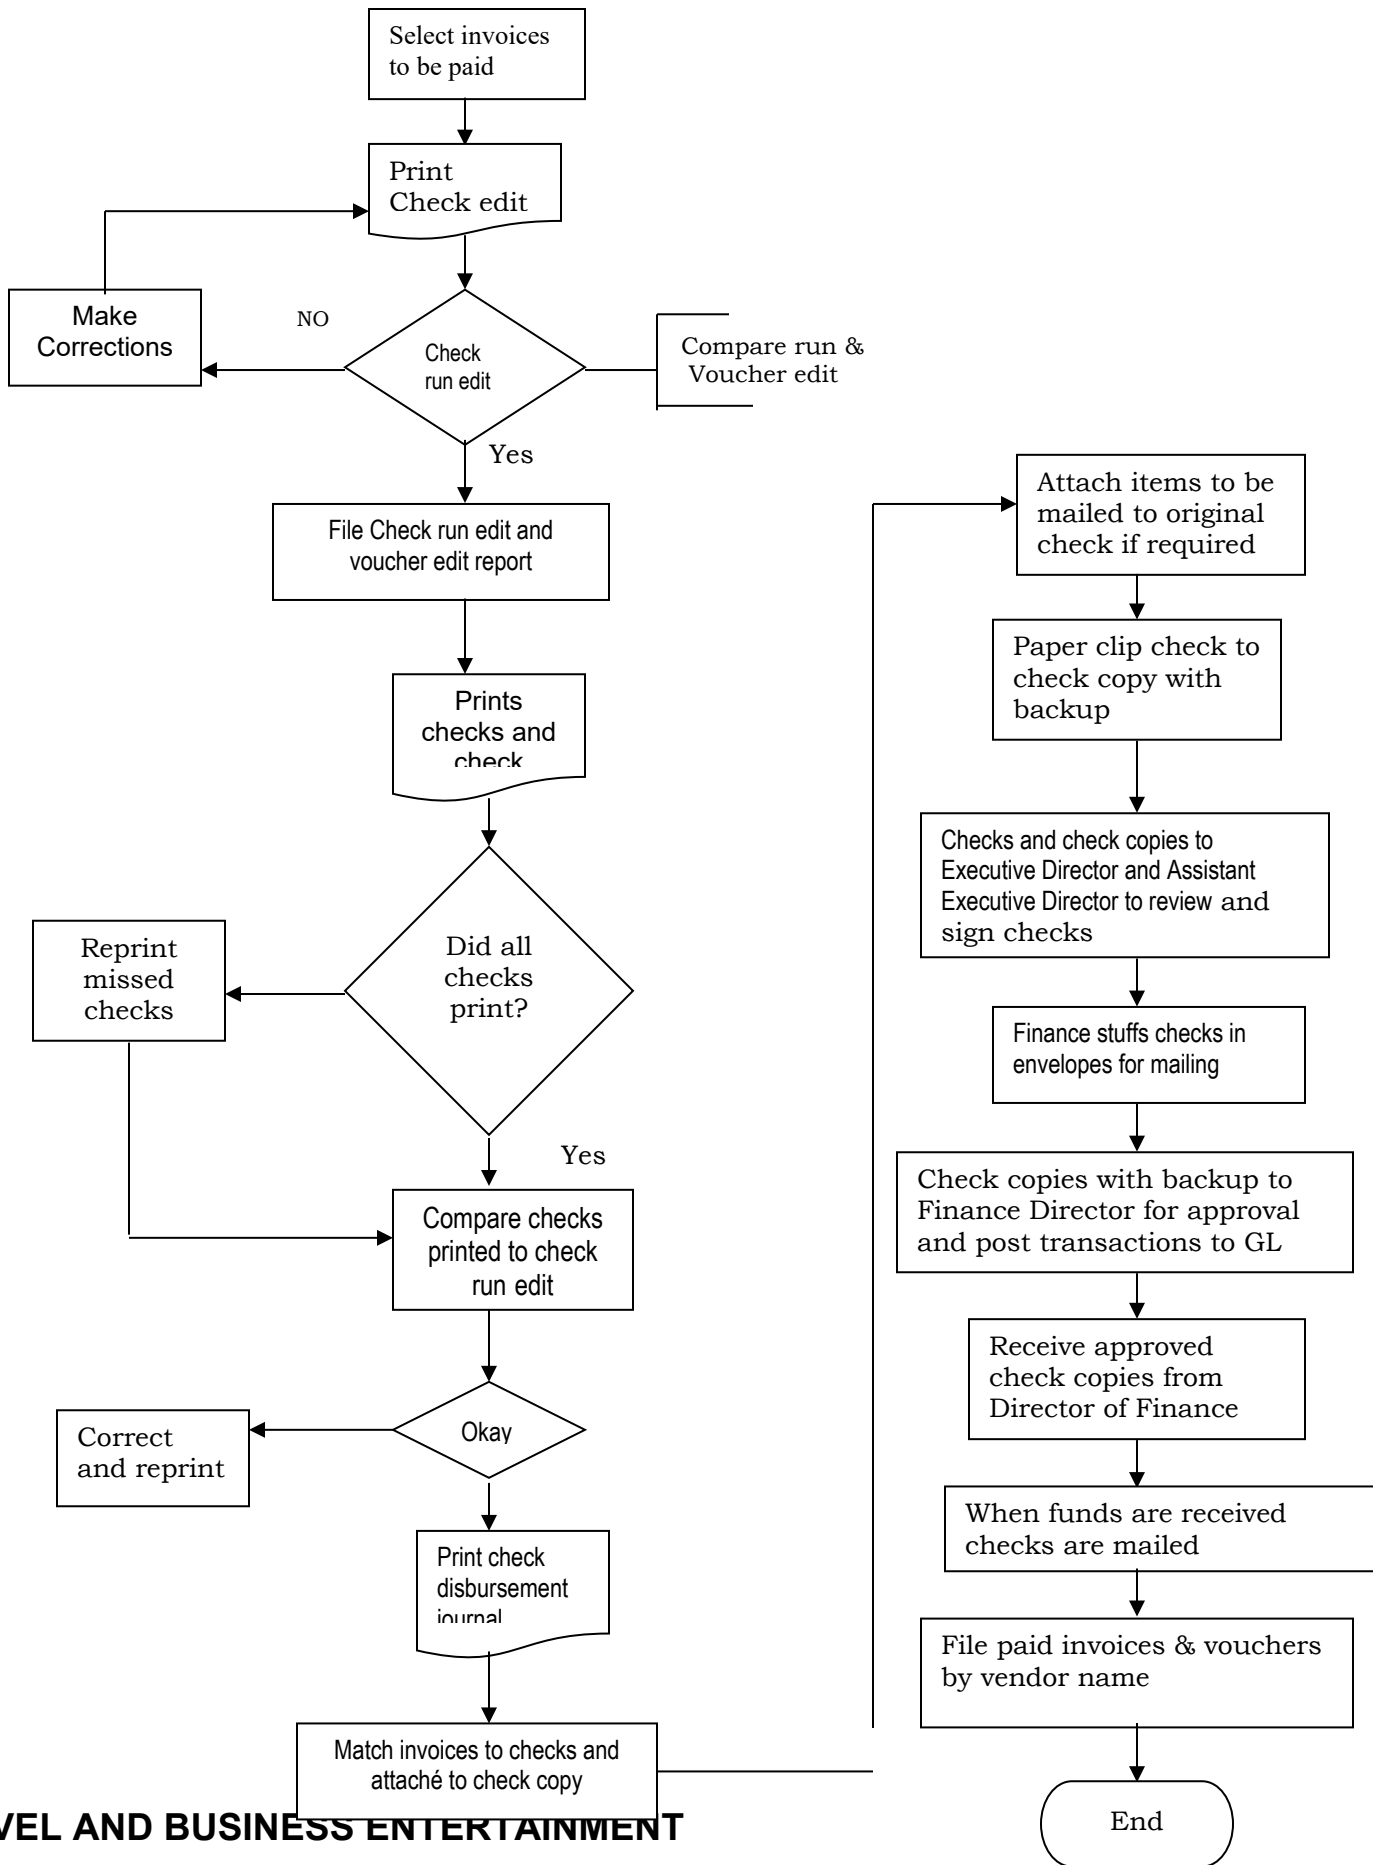 Select invoices
to be paid
Print
Check edit
Make
Corrections
NO
Check
run edit
Compare run &
Voucher edit
Yes
File Check run edit and
voucher edit report
Prints
checks and
check
Did all
checks
print?
Reprint
missed
checks
Yes
Compare checks
printed to check
run edit
Okay
Correct
and reprint
Print check
disbursement
journal
Match invoices to checks and
attaché to check copy
Attach items to be
mailed to original
check if required
Paper clip check to
check copy with
backup
Checks and check copies to
Executive Director and Assistant
Executive Director to review and
sign checks
Finance stuffs checks in
envelopes for mailing
Check copies with backup to
Finance Director for approval
and post transactions to GL
Receive approved
check copies from
Director of Finance
When funds are received
checks are mailed
File paid invoices & vouchers
by vendor name
End
VEL AND BUSINESS ENTERTAINMENT